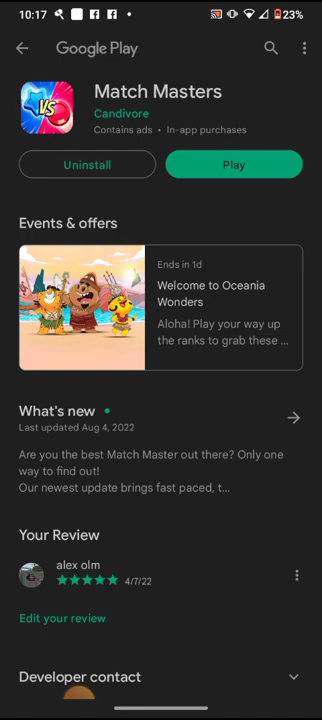 10:17
23%
Google Play
VS
Match Masters
Candivore
Contains ads • In-app purchases
Uninstall
Play
Events & offers
Ends in 1d
Welcome to Oceania
Wonders
Aloha! Play your way up
the ranks to grab these ...
What's new •
Last updated Aug 4, 2022
Are you the best Match Master out there? Only one
way to find out!
Our newest update brings fast paced, t...
Your Review
alex olm
4/7/22
Edit your review
Developer contact